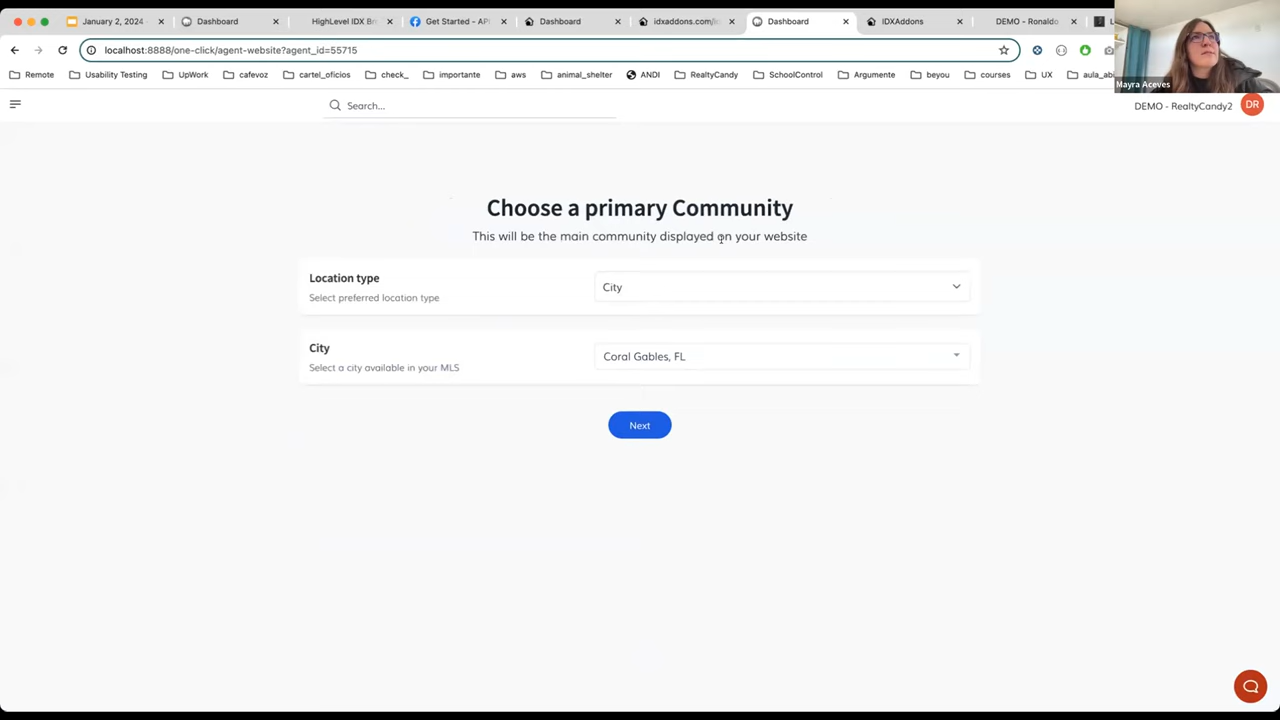 January 2, 2024
Dashboard
HighLevel IDX Br
Get Started - API
Dashboard
idxaddons.com/
Dashboard
IDXAddons
DEMO - Ronaldo
localhost:8888/one-click/agent-website?agent_id=55715
Remote
Usability Testing
UpWork
cafevoz
cartel_oficios
check_
importante
aws
animal_shelter
ANDI
RealtyCandy
SchoolControl
Argumente
beyou
courses
UX
Mayra Aceves
Search...
DEMO - RealtyCandy2
DR
Choose a primary Community
This will be the main community displayed on your website
Location type
Select preferred location type
City
City
Select a city available in your MLS
Coral Gables, FL
Next